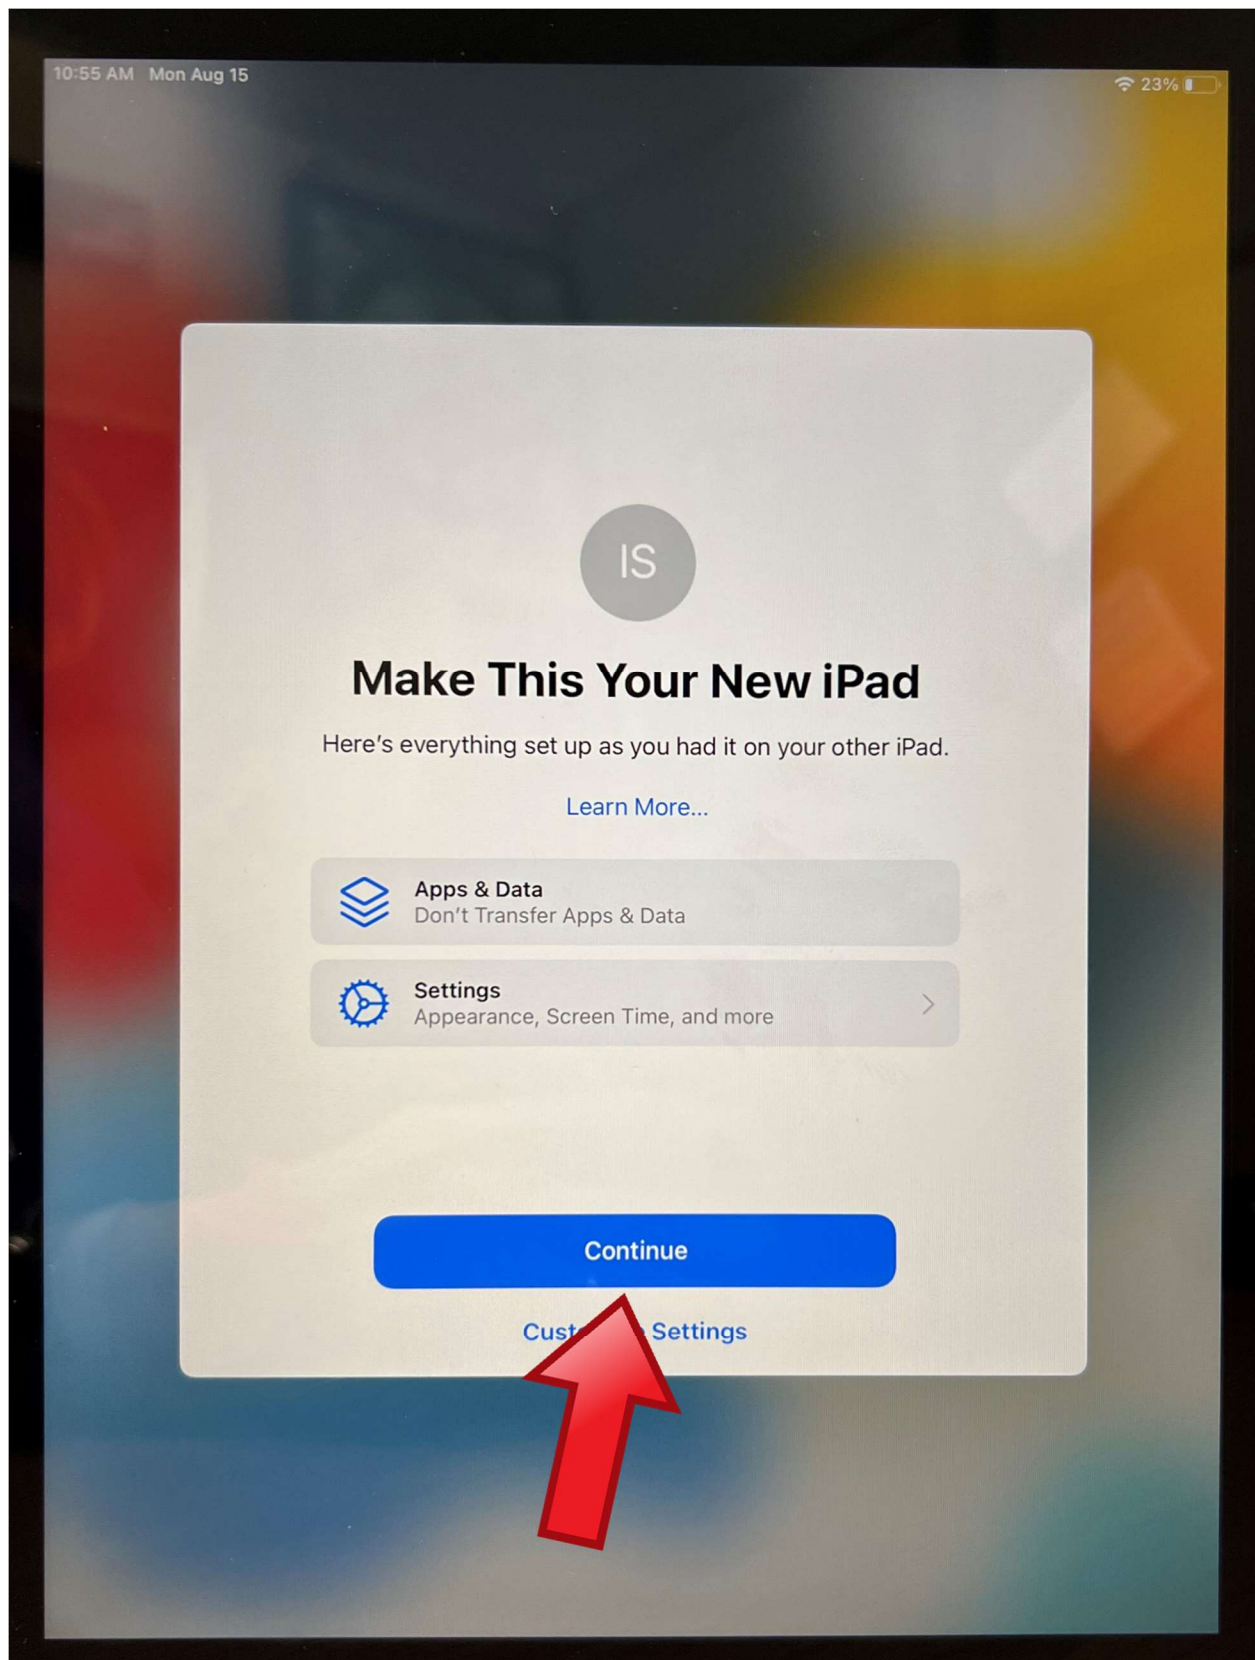 10:55 AM Mon Aug 15
23%
IS
Make This Your New iPad
Here's everything set up as you had it on your other iPad.
Learn More...
Apps & Data
Don't Transfer Apps & Data
Settings
Appearance, Screen Time, and more
Continue
Settings